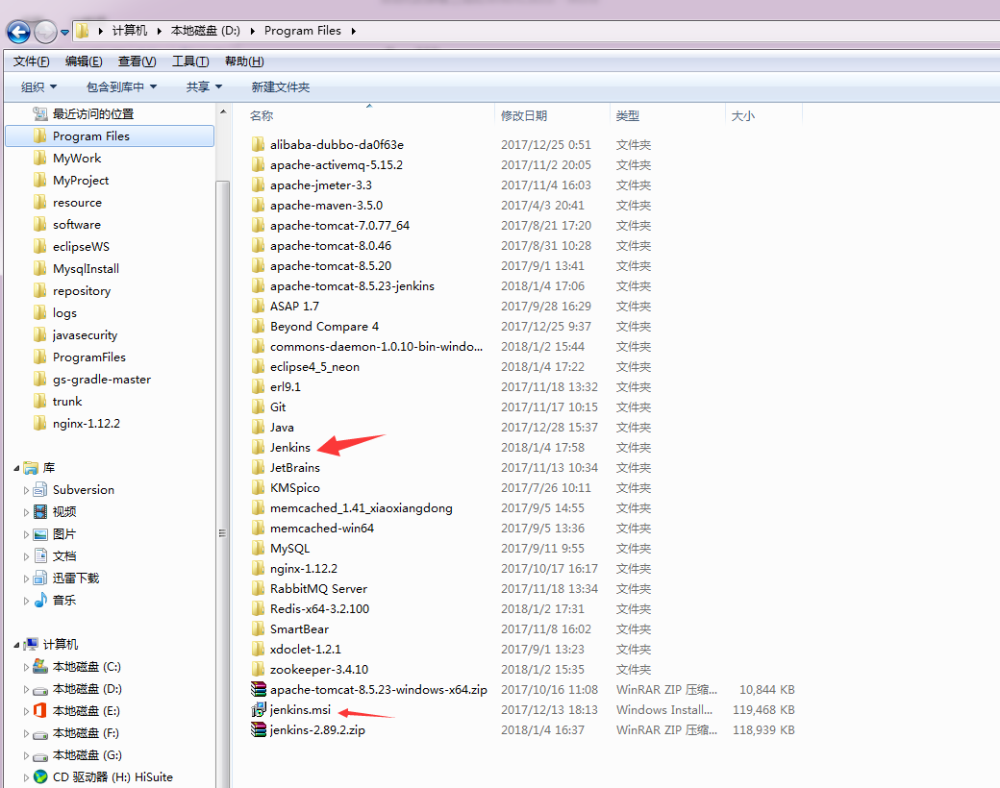 计算机 本地磁盘 (D:) Program Files
文件(F) 编辑(E) 查看(V) 工具(T) 帮助(H)
组织 包含到库中 共享 新建文件夹
最近访问的位置
Program Files
MyWork
MyProject
resource
software
eclipseWS
MysqlInstall
repository
logs
javasecurity
ProgramFiles
gs-gradle-master
trunk
nginx-1.12.2
库
Subversion
视频
图片
文档
迅雷下载
音乐
计算机
本地磁盘 (C:)
本地磁盘 (D:)
本地磁盘 (E:)
本地磁盘 (F:)
本地磁盘 (G:)
CD 驱动器 (H:) HiSuite
名称 修改日期 类型 大小
alibaba-dubbo-da0f63e 2017/12/25 0:51 文件夹
apache-activemq-5.15.2 2017/11/2 20:05 文件夹
apache-jmeter-3.3 2017/11/4 16:03 文件夹
apache-maven-3.5.0 2017/4/3 20:41 文件夹
apache-tomcat-7.0.77_64 2017/8/21 17:20 文件夹
apache-tomcat-8.0.46 2017/8/31 10:28 文件夹
apache-tomcat-8.5.20 2017/9/1 13:41 文件夹
apache-tomcat-8.5.23-jenkins 2018/1/4 17:06 文件夹
ASAP 1.7 2017/9/28 16:29 文件夹
Beyond Compare 4 2017/12/25 9:37 文件夹
commons-daemon-1.0.10-bin-windo... 2018/1/2 15:44 文件夹
eclipse4_5_neon 2018/1/4 17:22 文件夹
erl9.1 2017/11/18 13:32 文件夹
Git 2017/11/17 10:15 文件夹
Java 2017/12/28 15:37 文件夹
Jenkins 2018/1/4 17:58 文件夹
JetBrains 2017/11/13 10:34 文件夹
KMSpico 2017/7/26 10:11 文件夹
memcached_1.41_xiaoxiangdong 2017/9/5 14:55 文件夹
memcached-win64 2017/9/5 13:36 文件夹
MySQL 2017/9/11 9:55 文件夹
nginx-1.12.2 2017/10/17 16:17 文件夹
RabbitMQ Server 2017/11/18 13:34 文件夹
Redis-x64-3.2.100 2018/1/2 17:31 文件夹
SmartBear 2017/11/8 16:02 文件夹
xdoclet-1.2.1 2017/9/1 13:23 文件夹
zookeeper-3.4.10 2018/1/2 15:35 文件夹
apache-tomcat-8.5.23-windows-x64.zip 2017/10/16 11:08 WinRAR ZIP 压缩... 10,844 KB
jenkins.msi 2017/12/13 18:13 Windows Install... 119,468 KB
jenkins-2.89.2.zip 2018/1/4 16:37 WinRAR ZIP 压缩... 118,939 KB